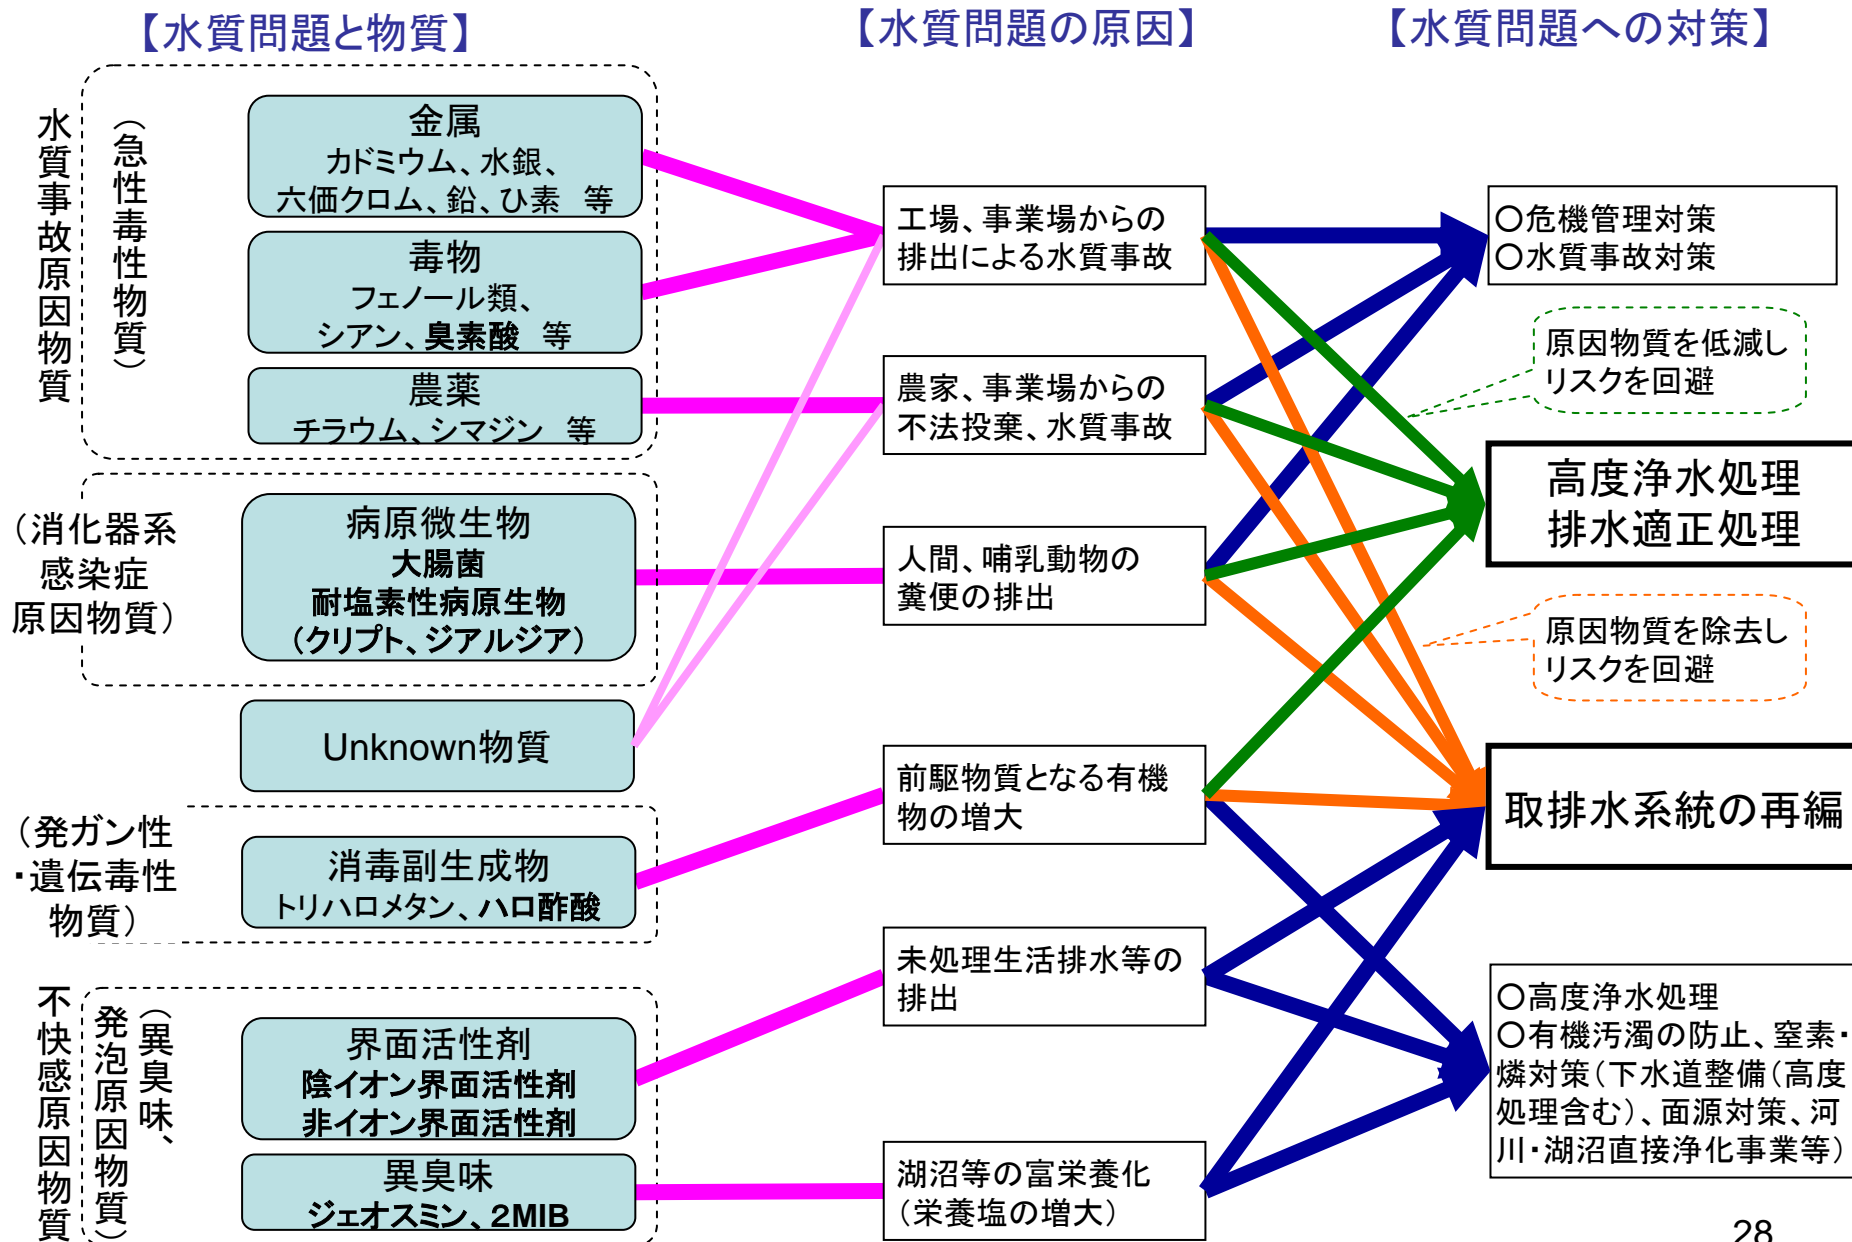 【水質問題と物質】
【水質問題の原因】
【水質問題への対策】
水質事故原因物質
（急性毒性物質）
金属
カドミウム、水銀、
六価クロム、鉛、ひ素　等
毒物
フェノール類、
シアン、臭素酸　等
農薬
チラウム、シマジン　等
（消化器系
感染症
原因物質）
病原微生物
大腸菌
耐塩素性病原生物
（クリプト、ジアルジア）
Unknown物質
（発ガン性
・遺伝毒性
物質）
消毒副生成物
トリハロメタン、ハロ酢酸
不快感原因物質
（異臭味、
発泡原因物質）
界面活性剤
陰イオン界面活性剤
非イオン界面活性剤
異臭味
ジェオスミン、2MIB
工場、事業場からの
排出による水質事故
農家、事業場からの
不法投棄、水質事故
人間、哺乳動物の
糞便の排出
前駆物質となる有機
物の増大
未処理生活排水等の
排出
湖沼等の富栄養化
（栄養塩の増大）
○危機管理対策
○水質事故対策
原因物質を低減し
リスクを回避
高度浄水処理
排水適正処理
原因物質を除去し
リスクを回避
取排水系統の再編
○高度浄水処理
○有機汚濁の防止、窒素・
燐対策（下水道整備（高度
処理含む）、面源対策、河
川・湖沼直接浄化事業等）
28